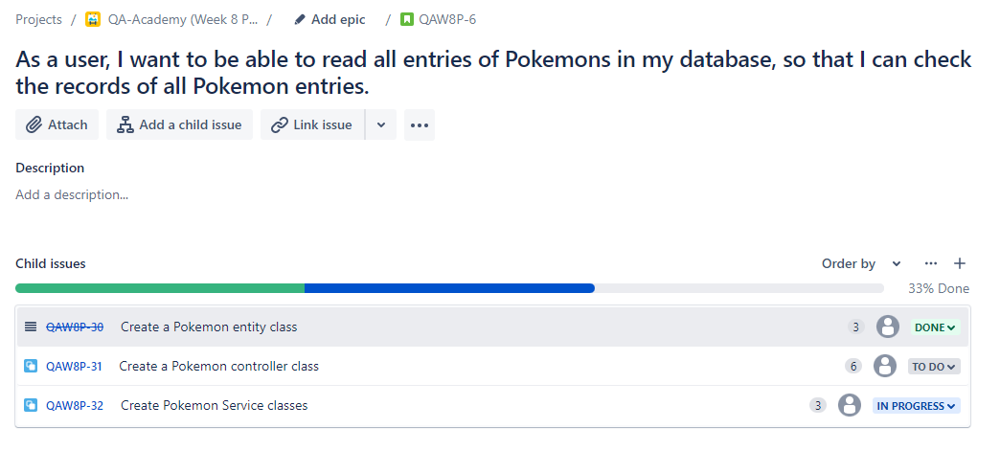 Projects / QA-Academy (Week 8 P... / Add epic / QAW8P-6
As a user, I want to be able to read all entries of Pokemons in my database, so that I can check
the records of all Pokemon entries.
Attach Add a child issue Link issue
Description
Add a description...
Child issues Order by
33% Done
QAW8P-30 Create a Pokemon entity class 3 DONE
QAW8P-31 Create a Pokemon controller class 6 TO DO
QAW8P-32 Create Pokemon Service classes 3 IN PROGRESS